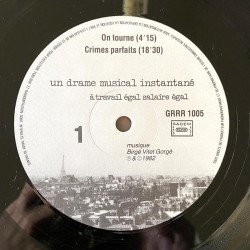 On tourne (4'15)
Crimes parfaits (18'30)
un drame musical instantané
à travail égal salaire égal
GRRR 1005
SACEM
1
musique
Birgé Vitet Gorgé
Ⓟ & © 1982